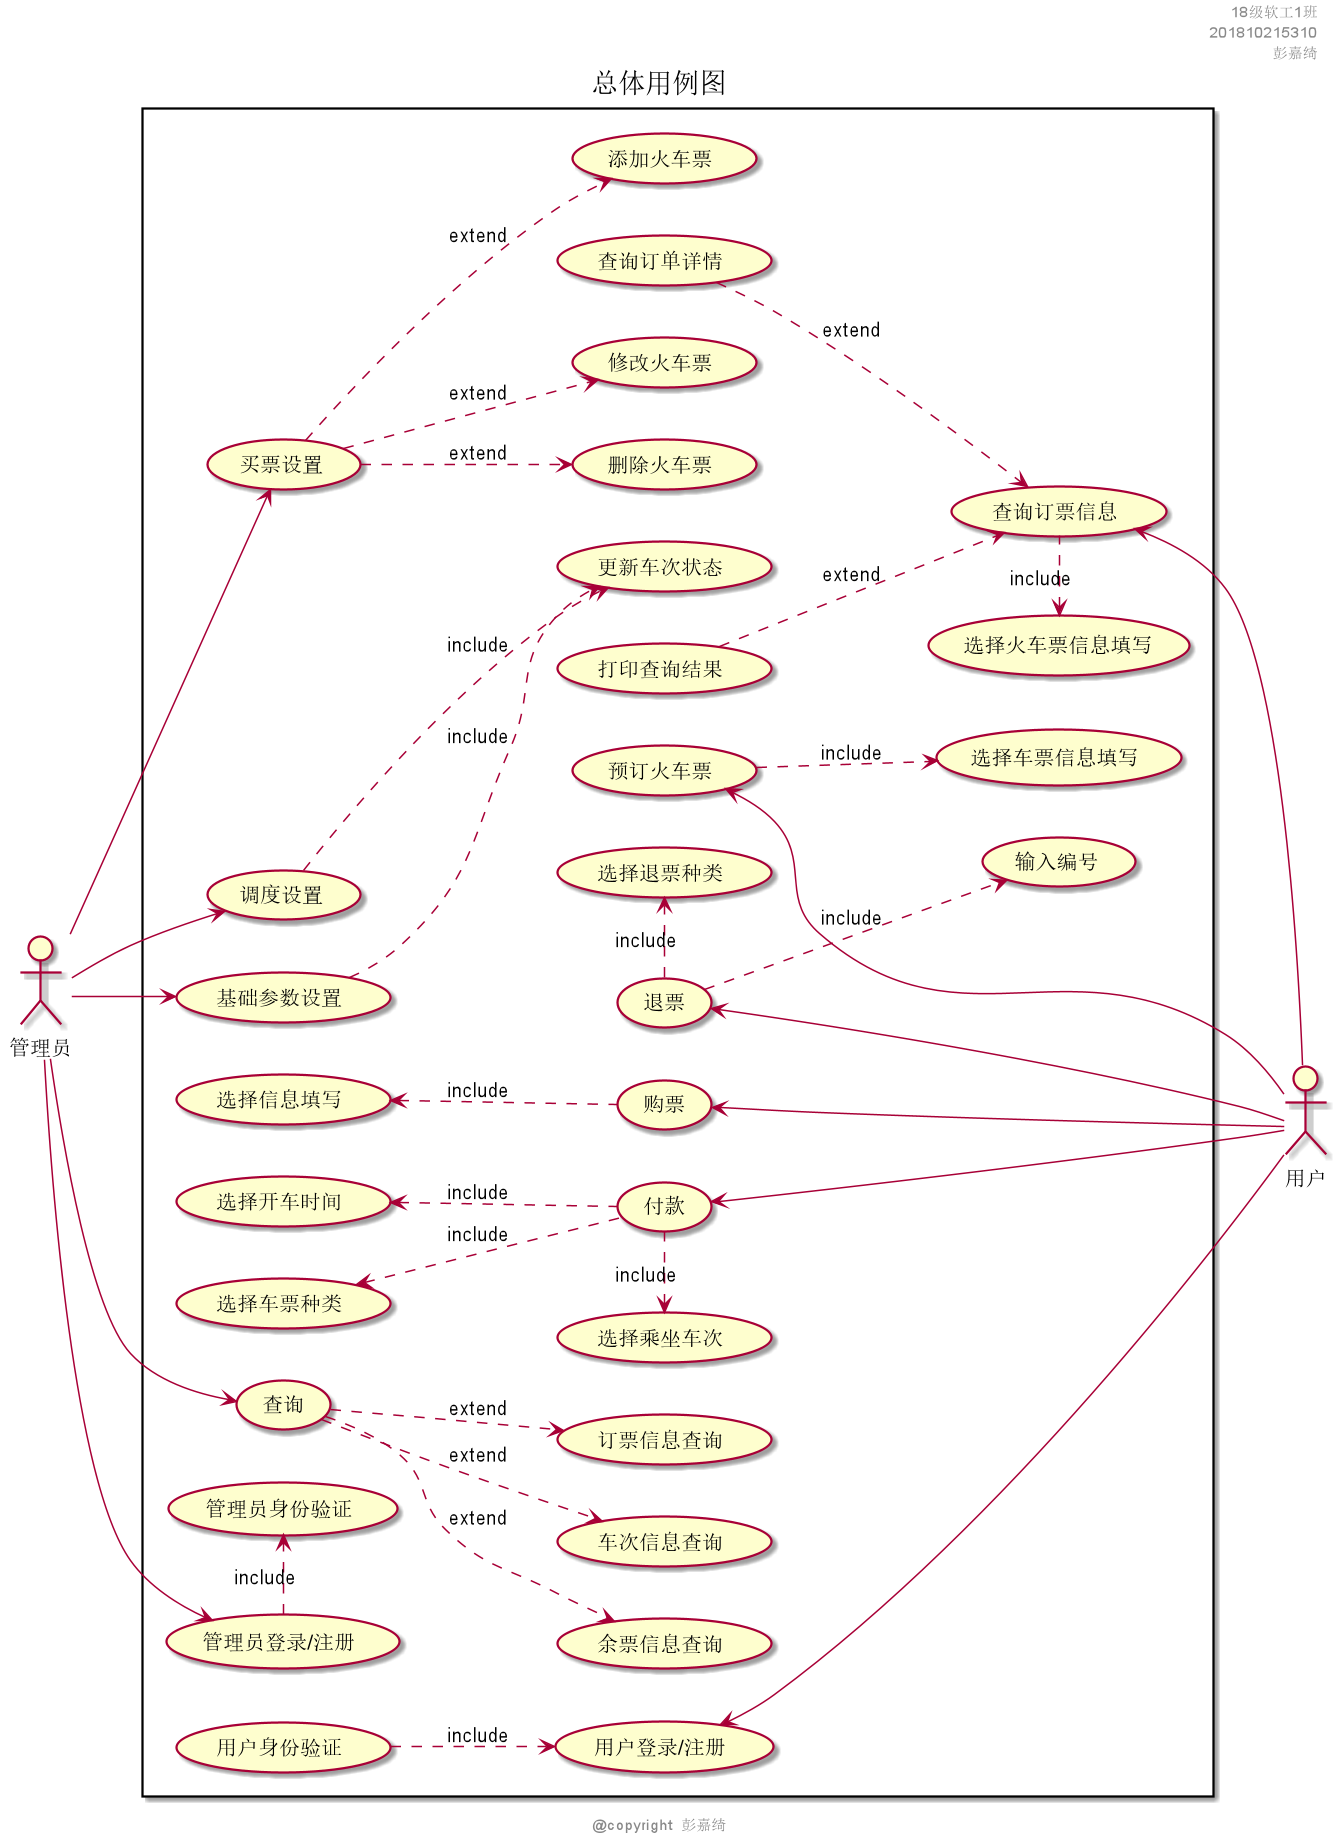 18级软工1班
201810215310
彭嘉绮
总体用例图
添加火车票
extend
查询订单详情
extend
修改火车票
extend
买票设置
extend
删除火车票
查询订票信息
更新车次状态
extend
include
include
选择火车票信息填写
打印查询结果
include
预订火车票
include
选择车票信息填写
输入编号
选择退票种类
调度设置
include
include
管理员
基础参数设置
退票
选择信息填写
include
购票
用户
选择开车时间
include
付款
include
选择车票种类
include
选择乘坐车次
查询
extend
订票信息查询
extend
管理员身份验证
extend
车次信息查询
include
管理员登录/注册
余票信息查询
用户身份验证
include
用户登录/注册
@copyright 彭嘉绮